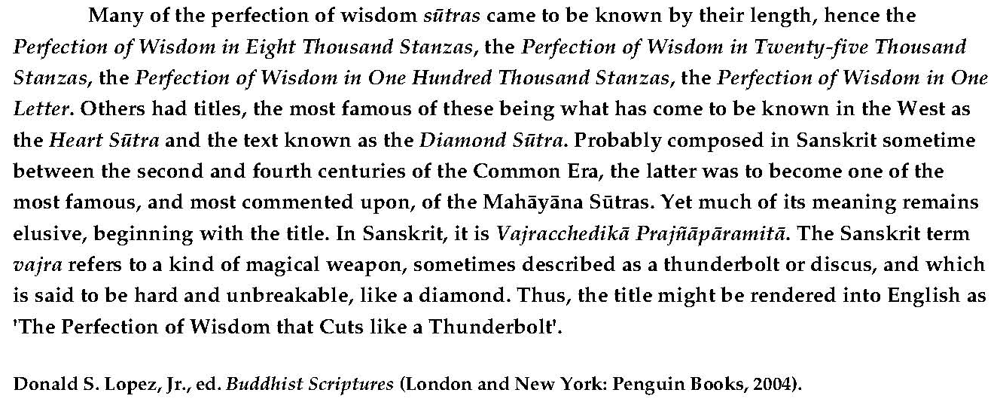 Many of the perfection of wisdom sūtras came to be known by their length, hence the
Perfection of Wisdom in Eight Thousand Stanzas, the Perfection of Wisdom in Twenty-five Thousand
Stanzas, the Perfection of Wisdom in One Hundred Thousand Stanzas, the Perfection of Wisdom in One
Letter. Others had titles, the most famous of these being what has come to be known in the West as
the Heart Sūtra and the text known as the Diamond Sūtra. Probably composed in Sanskrit sometime
between the second and fourth centuries of the Common Era, the latter was to become one of the
most famous, and most commented upon, of the Mahāyāna Sūtras. Yet much of its meaning remains
elusive, beginning with the title. In Sanskrit, it is Vajracchedikā Prajñāpāramitā. The Sanskrit term
vajra refers to a kind of magical weapon, sometimes described as a thunderbolt or discus, and which
is said to be hard and unbreakable, like a diamond. Thus, the title might be rendered into English as
'The Perfection of Wisdom that Cuts like a Thunderbolt'.
Donald S. Lopez, Jr., ed. Buddhist Scriptures (London and New York: Penguin Books, 2004).